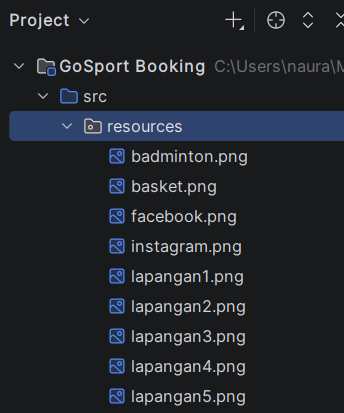 Project
GoSport Booking C:\Users\naura\M
src
resources
badminton.png
basket.png
facebook.png
instagram.png
lapangan1.png
lapangan2.png
lapangan3.png
lapangan4.png
lapangan5.png